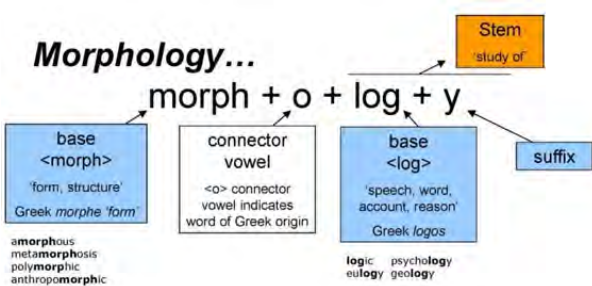 Morphology…
Stem
‘study of’
morph + o + log + y
base
<morph>
‘form, structure’
Greek morphe ‘form’
connector
vowel
<o> connector
vowel indicates
word of Greek origin
base
<log>
‘speech, word,
account, reason’
Greek logos
suffix
amorphous
metamorphosis
polymorphic
anthropomorphic
logic psychology
eulogy geology